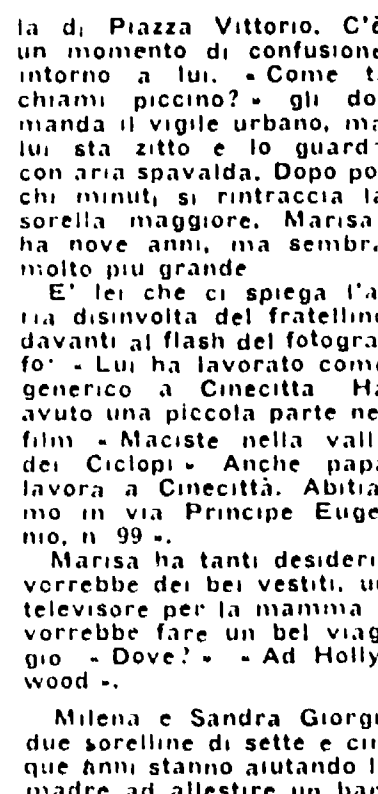 la di Piazza Vittorio. C'è
un momento di confusione
intorno a lui. « Come t
chiami piccino? » gli do
manda il vigile urbano, ma
lui sta zitto e lo guard
con aria spavalda. Dopo po
chi minuti si rintraccia la
sorella maggiore. Marisa
ha nove anni, ma sembr
molto piu grande
E' lei che ci spiega l'a
ria disinvolta del fratellino
davanti al flash del fotogra
fo: « Lui ha lavorato come
generico a Cinecitta Ha
avuto una piccola parte ne
film « Maciste nella vall
dei Ciclopi » Anche papà
lavora a Cinecittà. Abitia
mo in via Principe Euge
nio, n 99 ».
Marisa ha tanti desideri
vorrebbe dei bei vestiti, un
televisore per la mamma
vorrebbe fare un bel viag
gio « Dove? » « Ad Holly
wood ».
Milena e Sandra Giorgi
due sorelline di sette e cin
que anni stanno aiutando l
madre ad allestire un ban